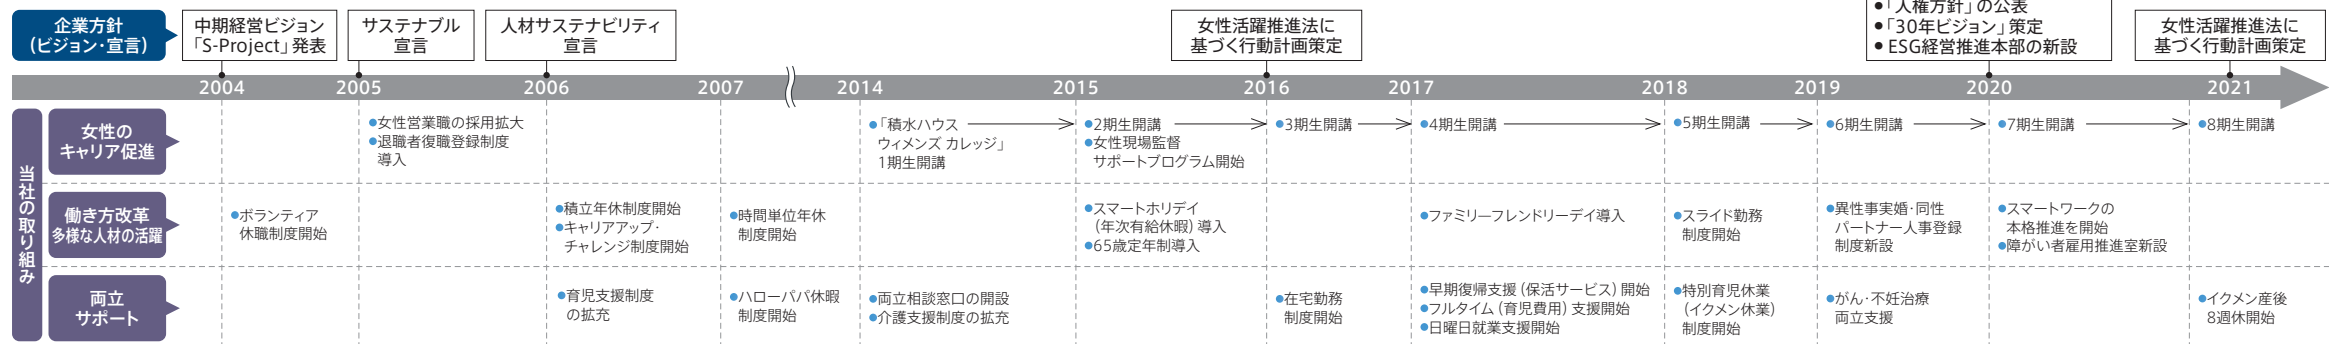 企業方針
(ビジョン・宣言)
中期経営ビジョン
「S-Project」発表
サステナブル
宣言
人材サステナビリティ
宣言
女性活躍推進法に
基づく行動計画策定
●「人権方針」の公表
●「30年ビジョン」策定
● ESG経営推進本部の新設
女性活躍推進法に
基づく行動計画策定
2004
2005
2006
2007
2014
2015
2016
2017
2018
2019
2020
2021
当社の取り組み
女性の
キャリア促進
●女性営業職の採用拡大
●退職者復職登録制度
導入
●「積水ハウス
ウィメンズ カレッジ」
1期生開講
●2期生開講
●女性現場監督
サポートプログラム開始
●3期生開講
●4期生開講
●5期生開講
●6期生開講
●7期生開講
●8期生開講
働き方改革
多様な人材の活躍
●ボランティア
休職制度開始
●積立年休制度開始
●キャリアアップ・
チャレンジ制度開始
●時間単位年休
制度開始
●スマートホリデイ
(年次有給休暇) 導入
●65歳定年制導入
●ファミリーフレンドリーデイ導入
●スライド勤務
制度開始
●異性事実婚・同性
パートナー人事登録
制度新設
●スマートワークの
本格推進を開始
●障がい者雇用推進室新設
両立
サポート
●育児支援制度
の拡充
●ハローパパ休暇
制度開始
●両立相談窓口の開設
●介護支援制度の拡充
●在宅勤務
制度開始
●早期復帰支援 (保活サービス) 開始
●フルタイム (育児費用) 支援開始
●日曜日就業支援開始
●特別育児休業
(イクメン休業)
制度開始
●がん・不妊治療
両立支援
●イクメン産後
8週休開始